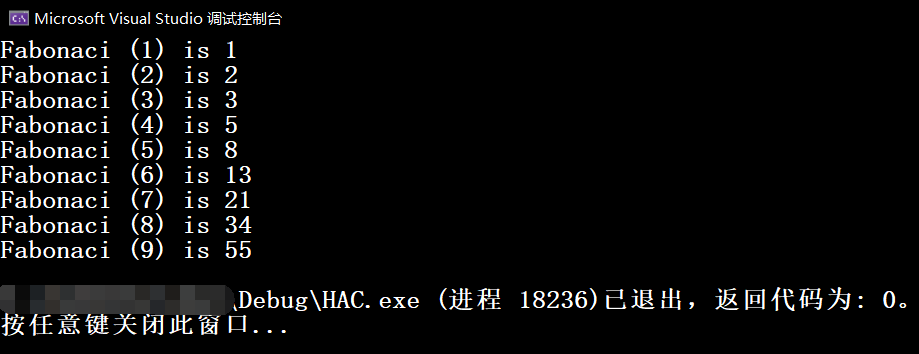 Microsoft Visual Studio 调试控制台
Fabonaci (1) is 1
Fabonaci (2) is 2
Fabonaci (3) is 3
Fabonaci (4) is 5
Fabonaci (5) is 8
Fabonaci (6) is 13
Fabonaci (7) is 21
Fabonaci (8) is 34
Fabonaci (9) is 55
\Debug\HAC.exe (进程 18236)已退出，返回代码为: 0。
按任意键关闭此窗口...